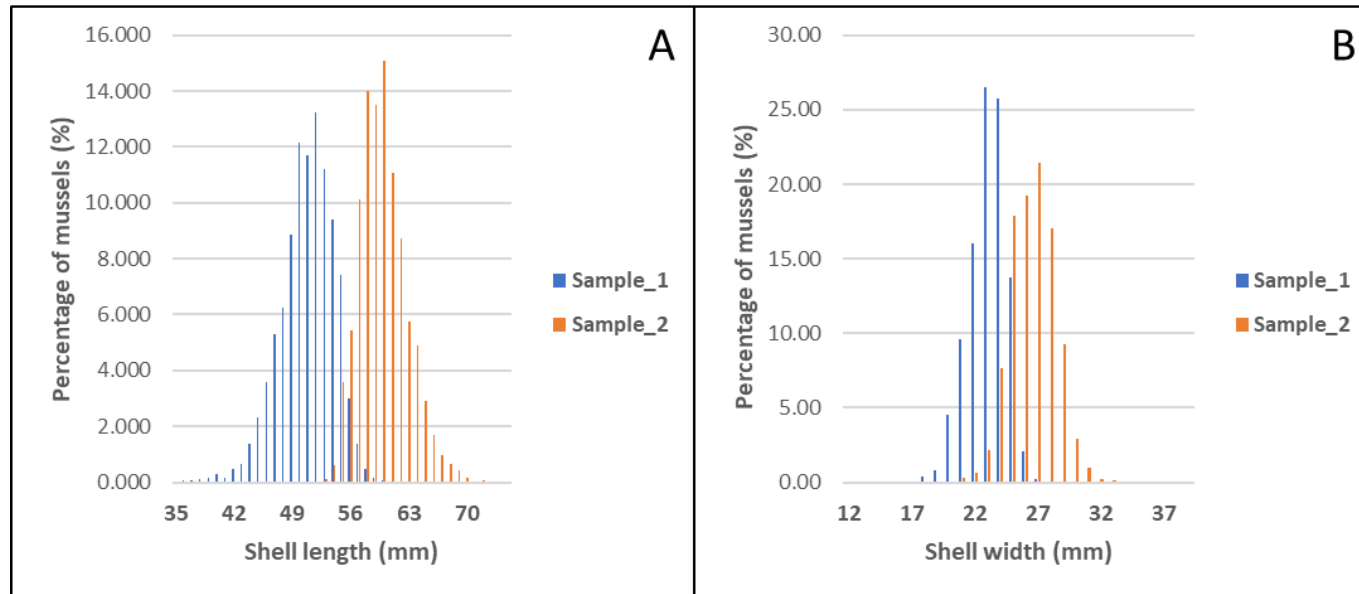 A
16.000
14.000
12.000
10.000
8.000
6.000
4.000
2.000
0.000
35 42 49 56 63 70
Percentage of mussels (%)
Shell length (mm)
Sample_1
Sample_2
B
30.00
25.00
20.00
15.00
10.00
5.00
0.00
12 17 22 27 32 37
Percentage of mussels (%)
Shell width (mm)
Sample_1
Sample_2